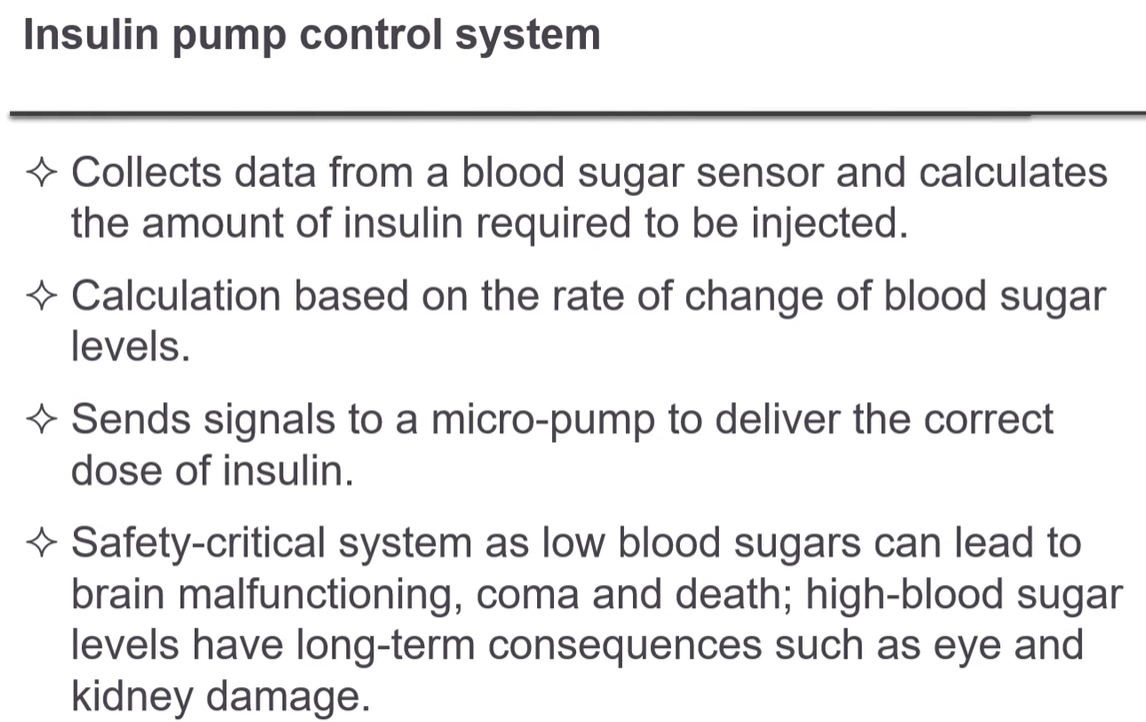 Insulin pump control system
✧ Collects data from a blood sugar sensor and calculates
the amount of insulin required to be injected.
✧ Calculation based on the rate of change of blood sugar
levels.
✧ Sends signals to a micro-pump to deliver the correct
dose of insulin.
✧ Safety-critical system as low blood sugars can lead to
brain malfunctioning, coma and death; high-blood sugar
levels have long-term consequences such as eye and
kidney damage.